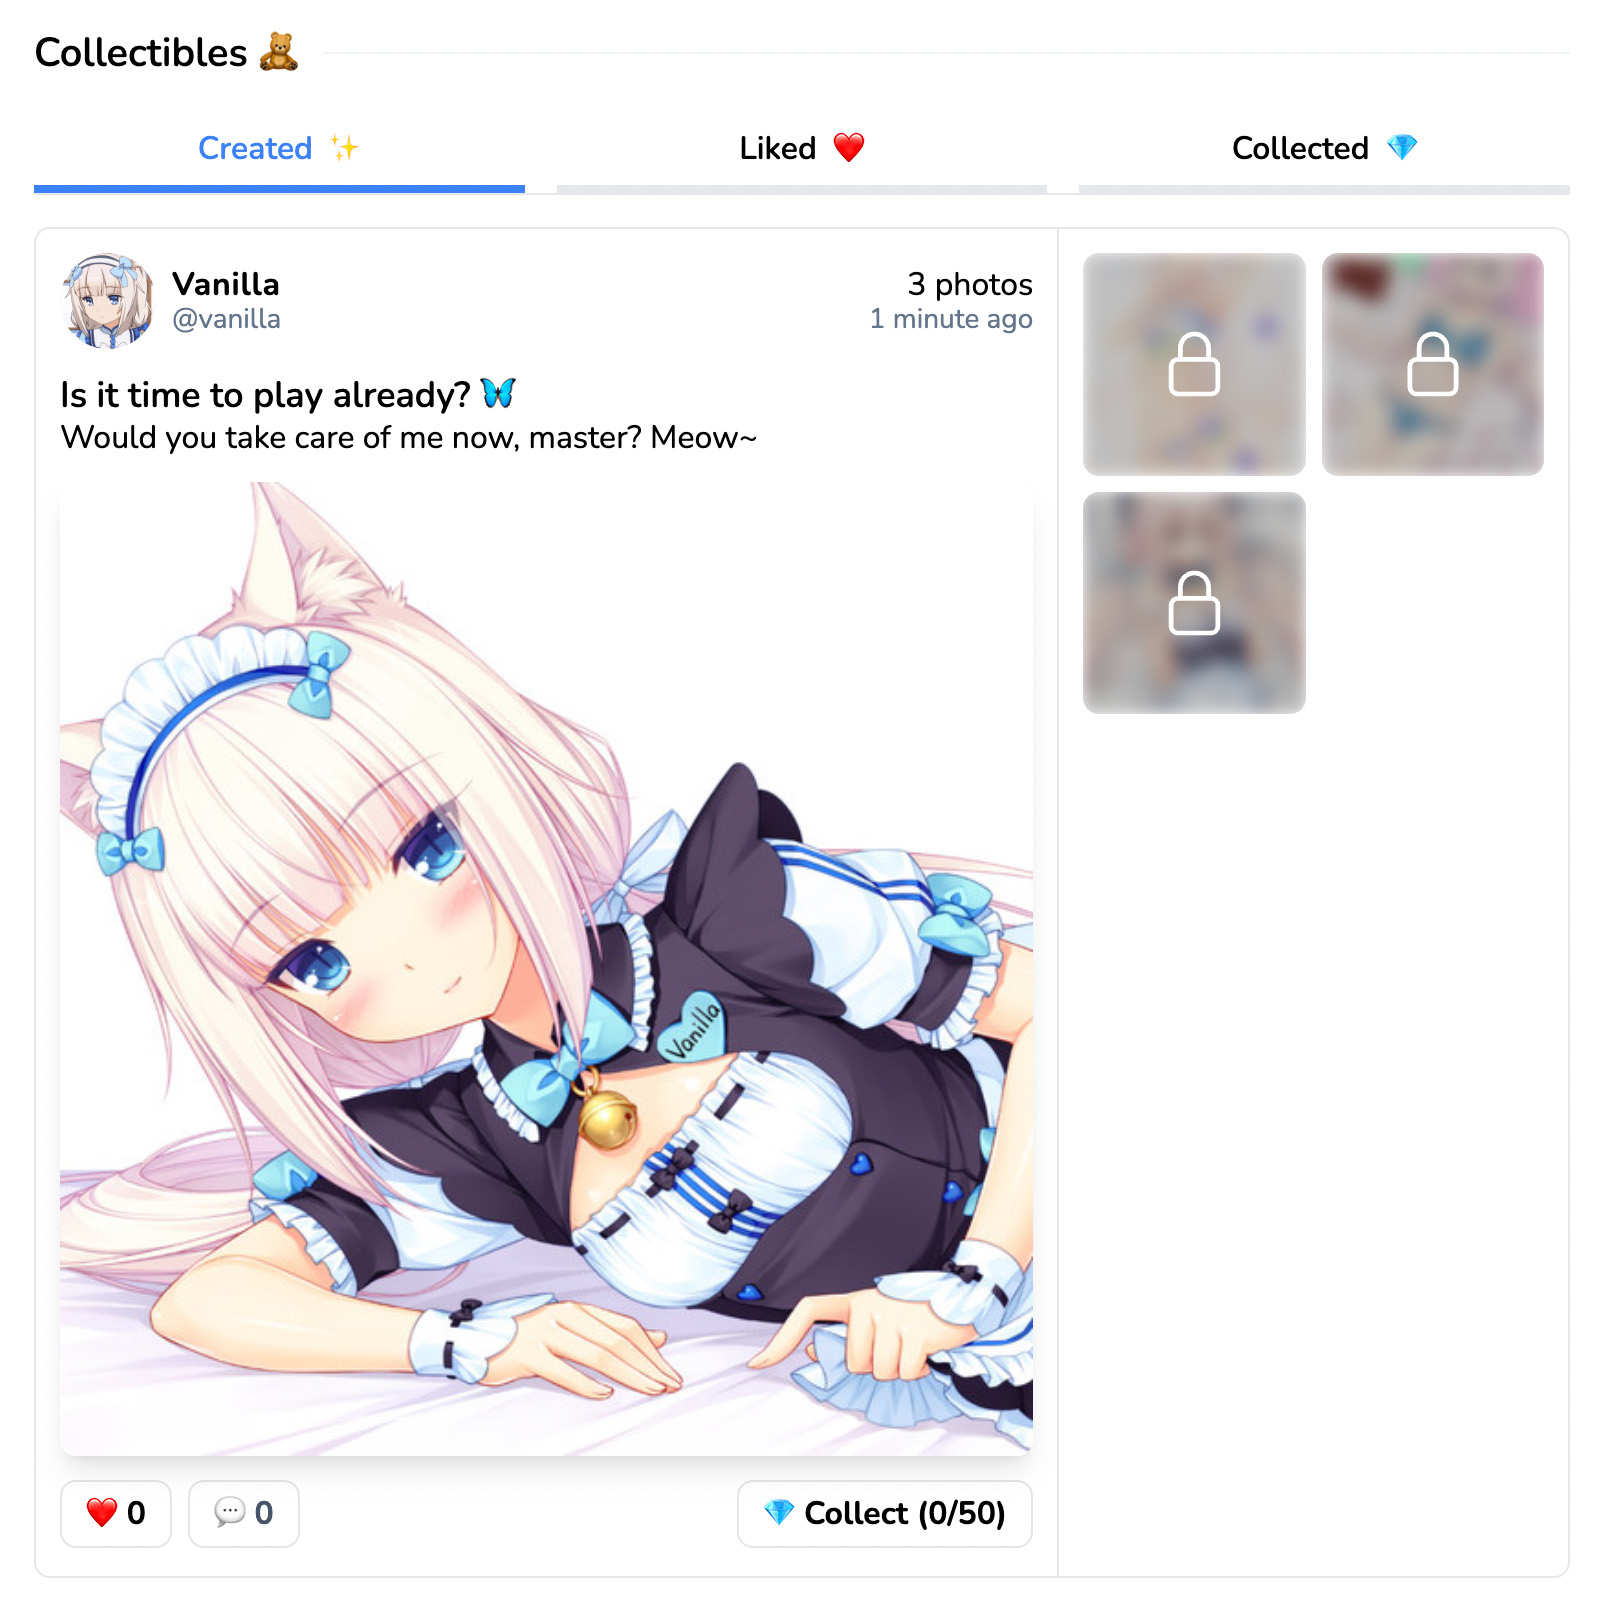 Collectibles 🧸
Created ✨
Liked ❤️
Collected 💎
Vanilla
@vanilla
3 photos
1 minute ago
Is it time to play already? 🦋
Would you take care of me now, master? Meow~
Vanilla
❤️ 0
💬 0
💎 Collect (0/50)